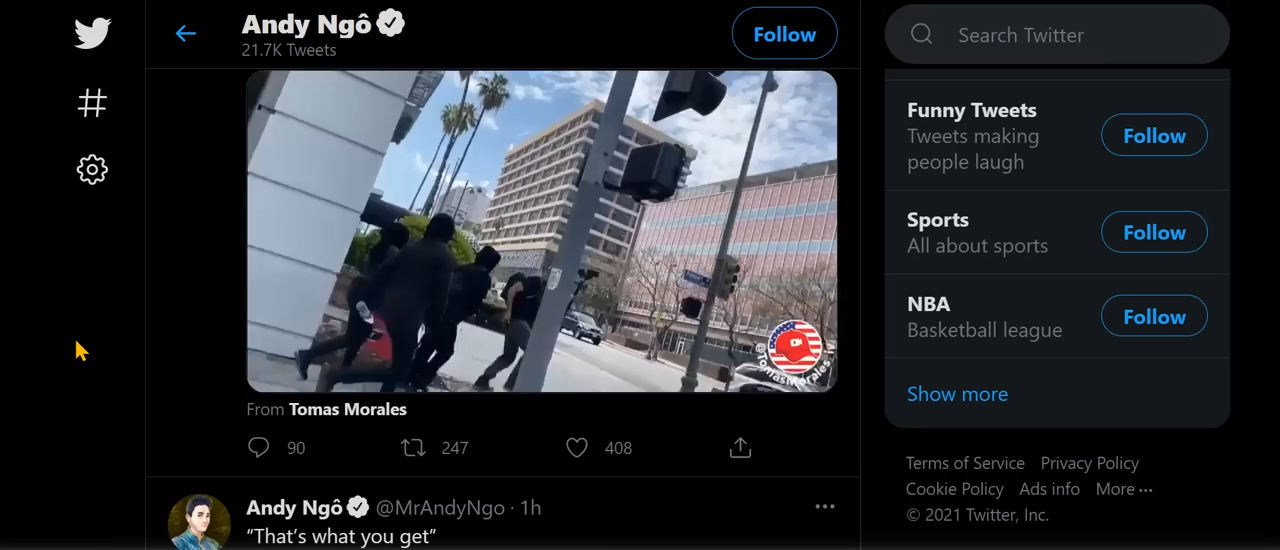 Andy Ngô
21.7K Tweets
Follow
Search Twitter
@TomasMorales_iv
From Tomas Morales
90
247
408
Andy Ngô @MrAndyNgo · 1h
“That’s what you get”
Funny Tweets
Tweets making
people laugh
Follow
Sports
All about sports
Follow
NBA
Basketball league
Follow
Show more
Terms of Service Privacy Policy
Cookie Policy Ads info More
© 2021 Twitter, Inc.